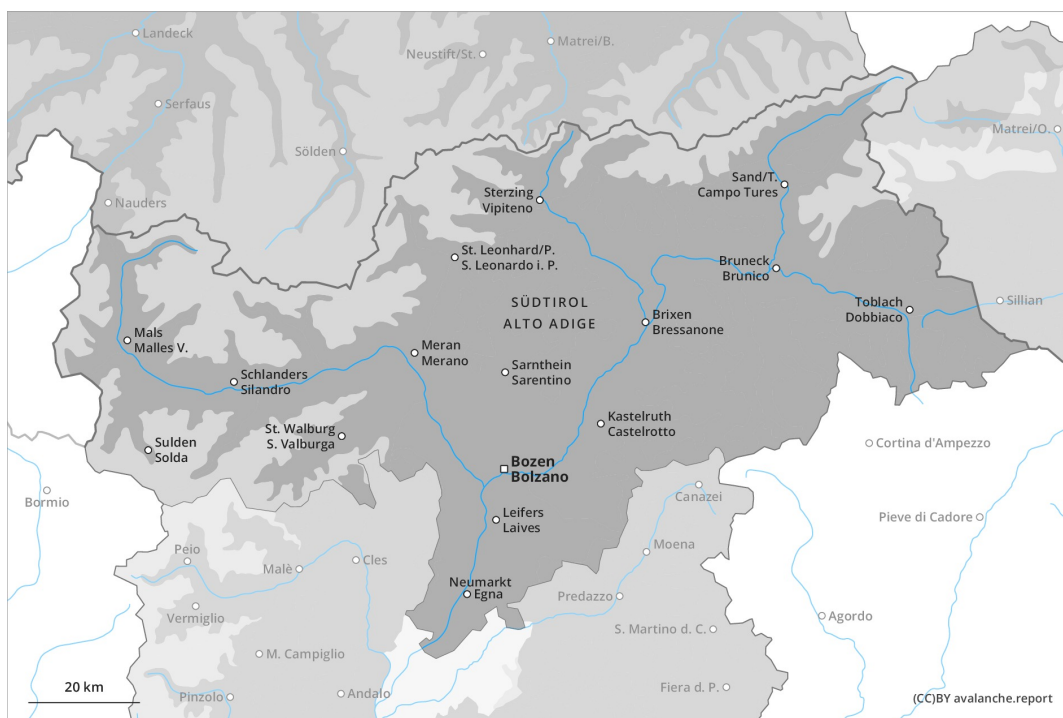 Landeck
Neustift/St.
Matrei/B.
Serfaus
Matrei/O.
Sölden
Sand/T.
Campo Tures
Sterzing
Vipiteno
Nauders
St. Leonhard/P.
S. Leonardo i. P.
Bruneck
Brunico
SÜDTIROL
ALTO ADIGE
Toblach
Dobbiaco
Sillian
Brixen
Bressanone
Mals
Malles V.
Meran
Merano
Sarnthein
Sarentino
Schlanders
Silandro
Kastelruth
Castelrotto
St. Walburg
S. Valburga
Sulden
Solda
Cortina d'Ampezzo
Bozen
Bolzano
Bormio
Canazei
Leifers
Laives
Pieve di Cadore
Moena
Peio
Malè
Cles
Neumarkt
Egna
Predazzo
Vermiglio
Agordo
S. Martino d. C.
M. Campiglio
20 km
Pinzolo
Andalo
Fiera d. P.
(CC)BY avalanche.report